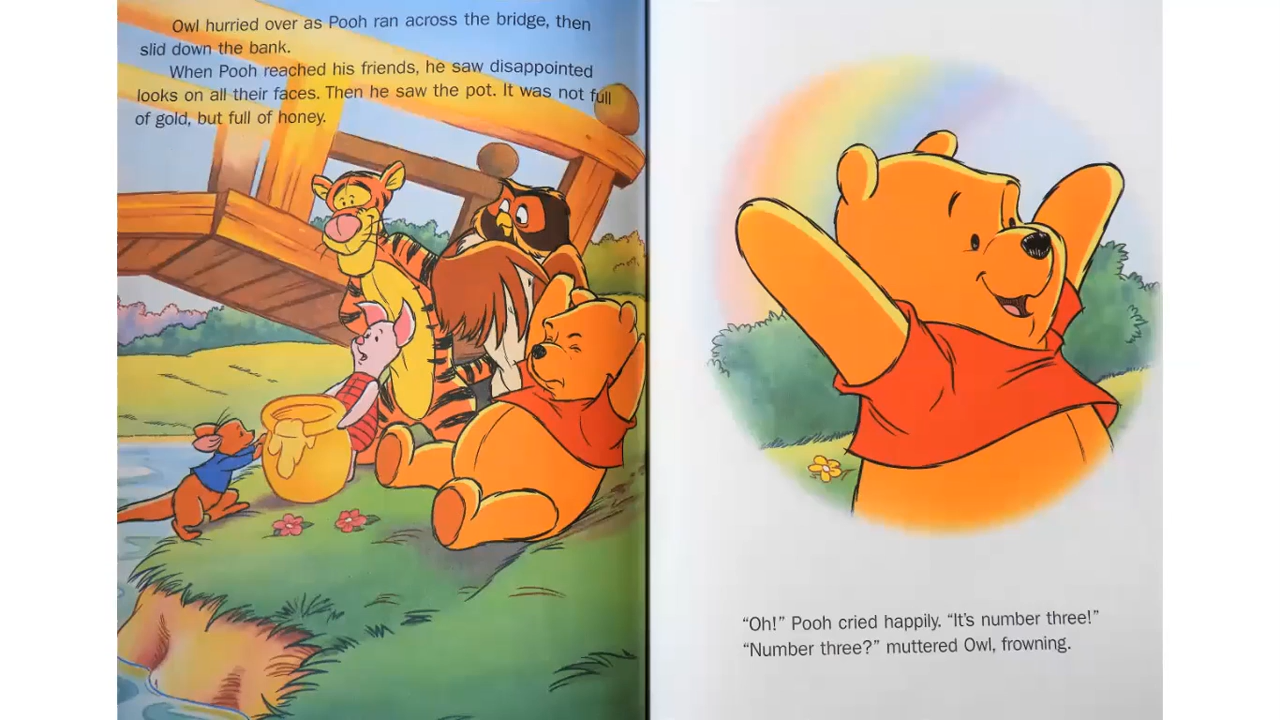 Owl hurried over as Pooh ran across the bridge, then
slid down the bank.
When Pooh reached his friends, he saw disappointed
looks on all their faces. Then he saw the pot. It was not full
of gold, but full of honey.
“Oh!” Pooh cried happily. “It’s number three!”
“Number three?” muttered Owl, frowning.